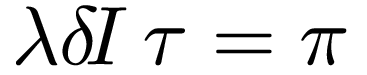 λδI τ = π